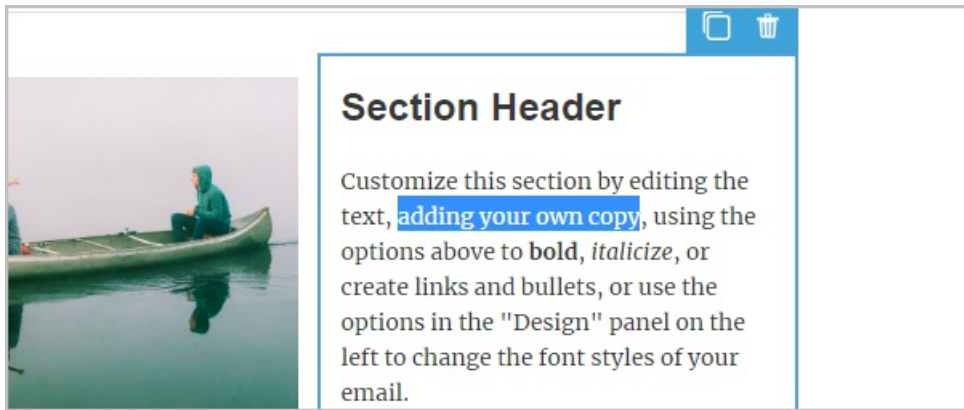 Section Header
Customize this section by editing the
text, adding your own copy, using the
options above to bold, italicize, or
create links and bullets, or use the
options in the "Design" panel on the
left to change the font styles of your
email.